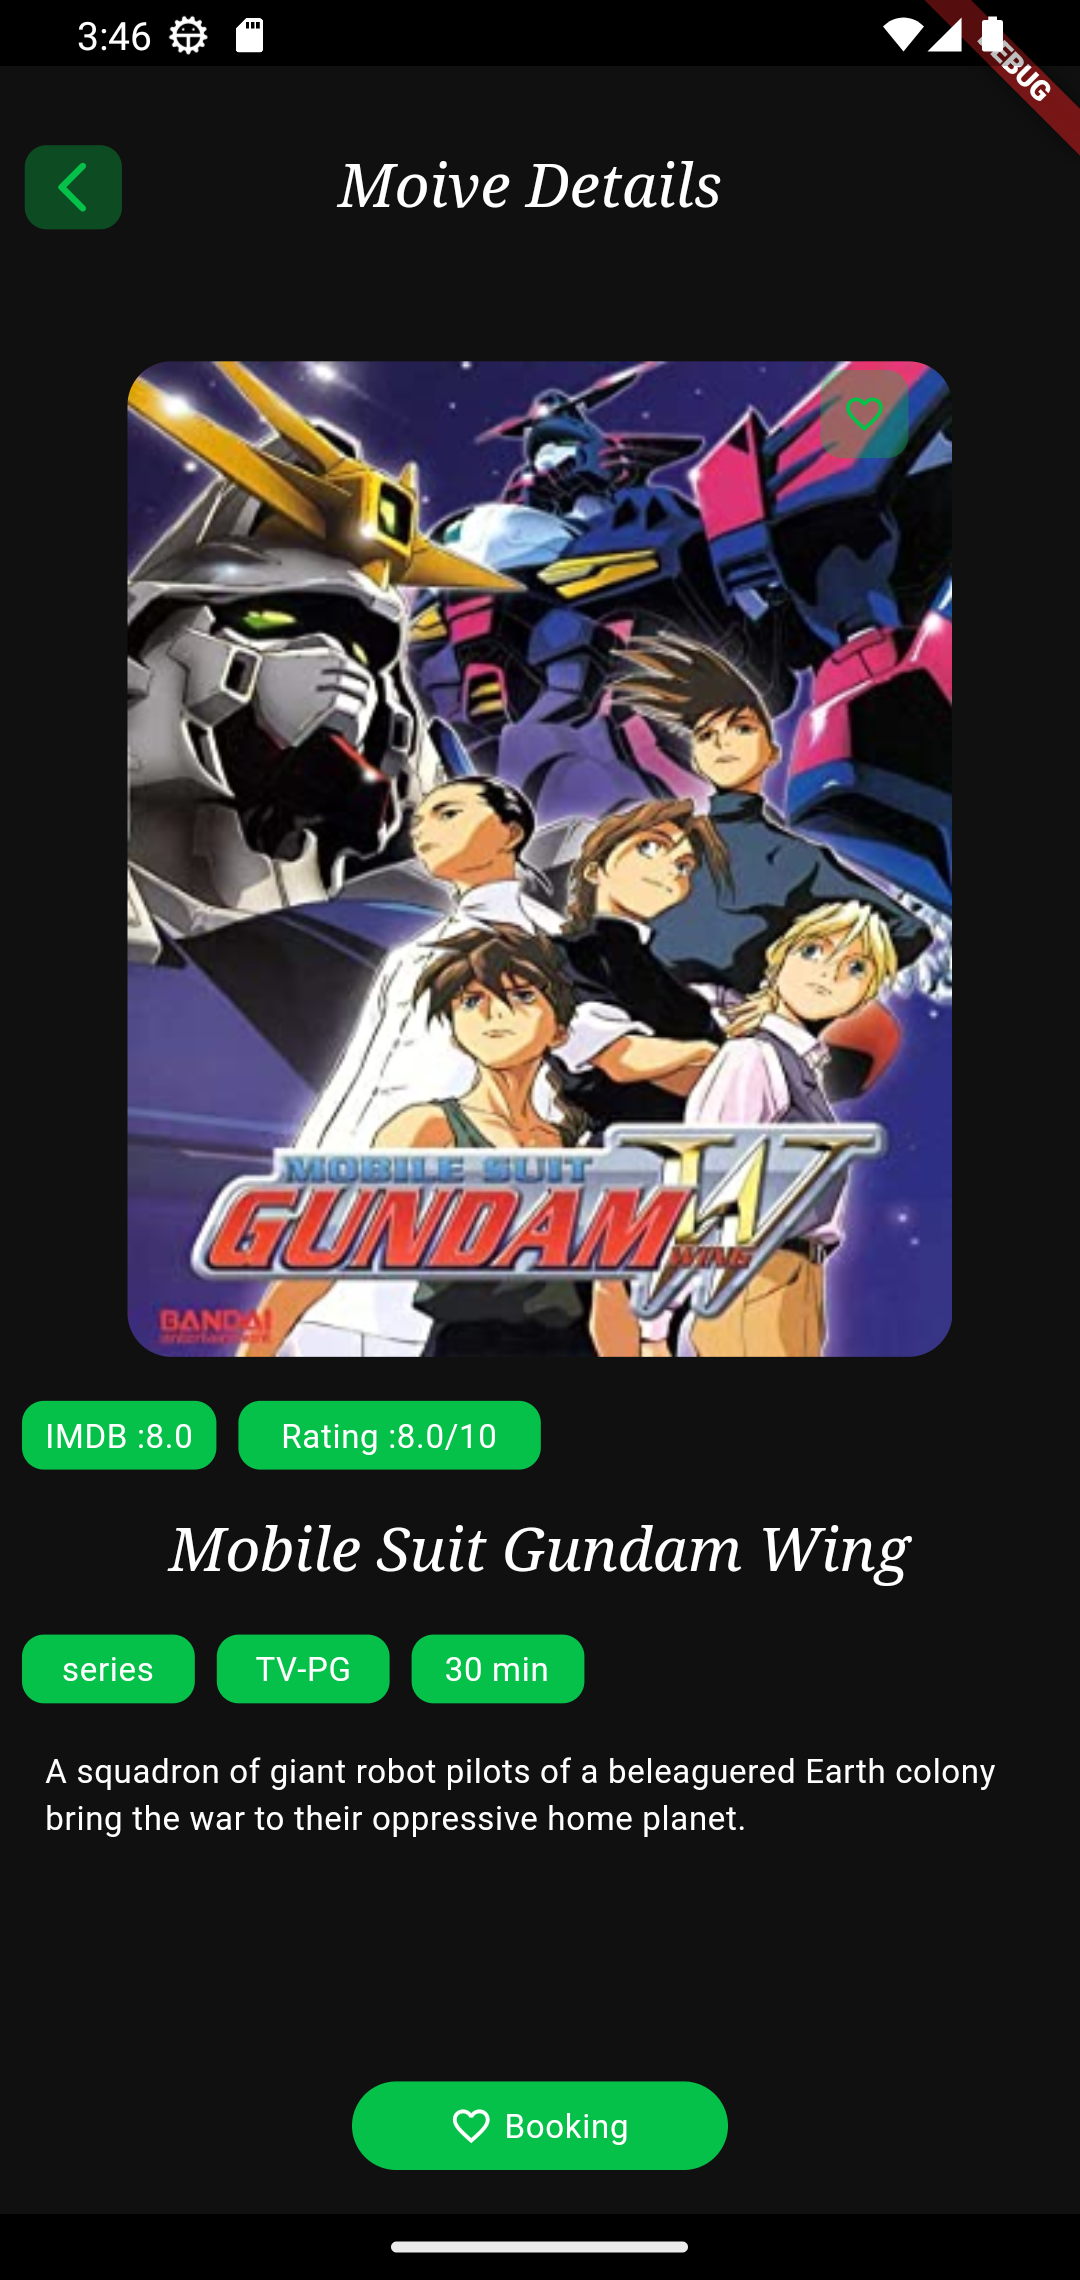 3:46
DEBUG
Moive Details
MOBILE SUIT
GUNDAM W
WING
BANDAI
entertainment
IMDB :8.0
Rating :8.0/10
Mobile Suit Gundam Wing
series
TV-PG
30 min
A squadron of giant robot pilots of a beleaguered Earth colony
bring the war to their oppressive home planet.
Booking